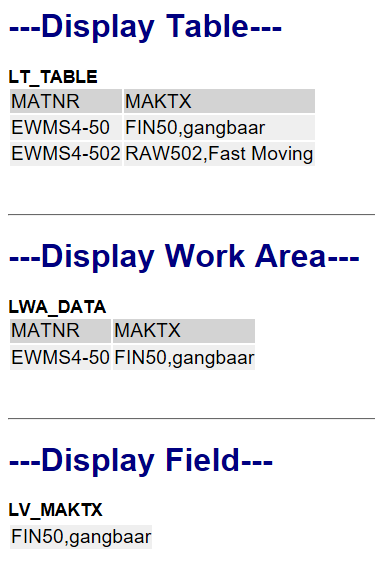 ---Display Table---
LT_TABLE
MATNR MAKTX
EWMS4-50 FIN50,gangbaar
EWMS4-502 RAW502,Fast Moving
---Display Work Area---
LWA_DATA
MATNR MAKTX
EWMS4-50 FIN50,gangbaar
---Display Field---
LV_MAKTX
FIN50,gangbaar